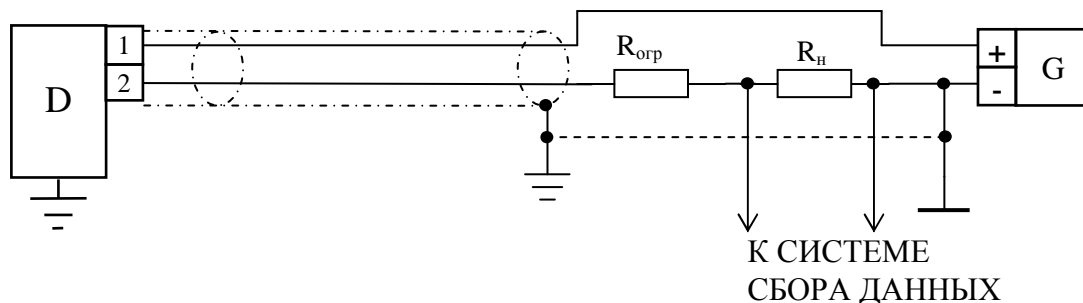 D
1
2
Rогр
Rн
+
-
G
К СИСТЕМЕ
СБОРА ДАННЫХ